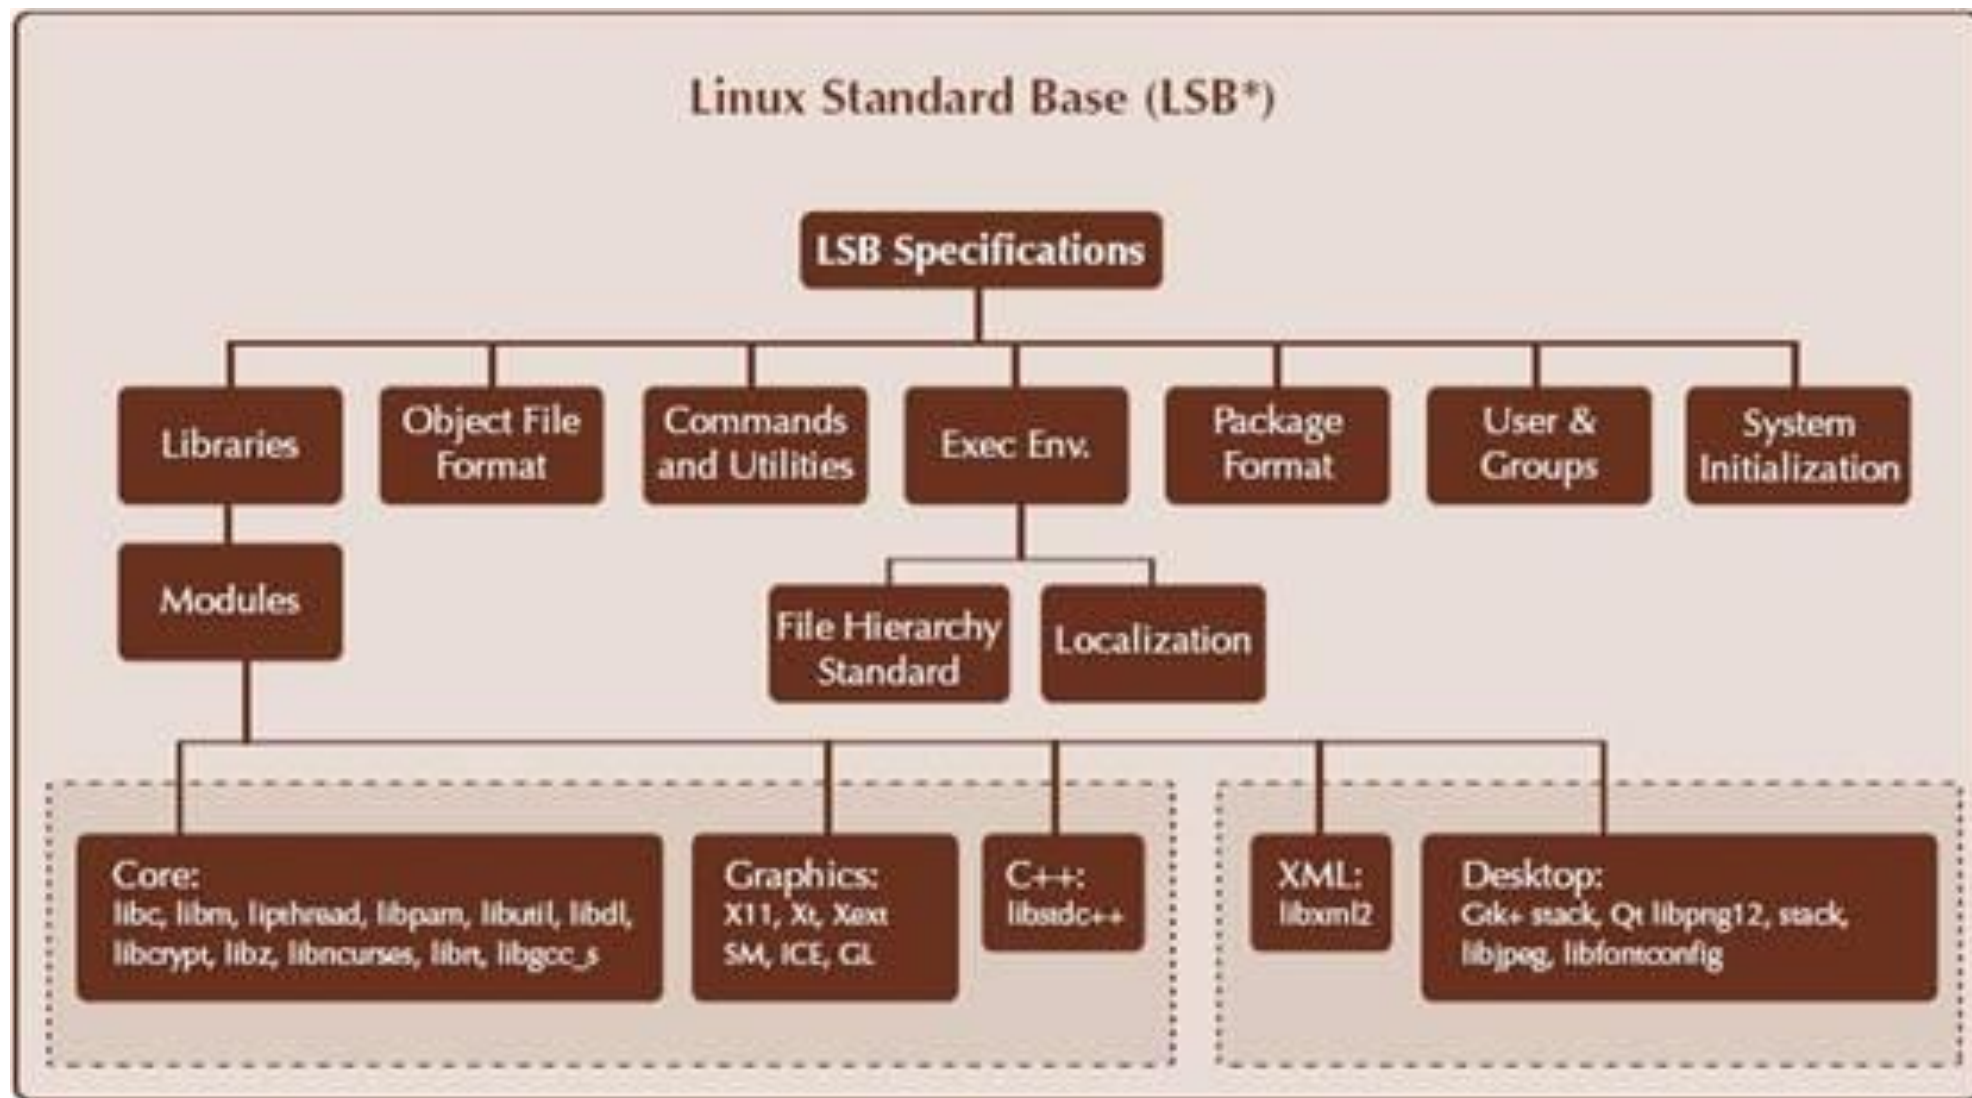 Linux Standard Base (LSB*)
LSB Specifications
Libraries
Object File
Format
Commands
and Utilities
Exec Env.
Package
Format
User &
Groups
System
Initialization
Modules
File Hierarchy
Standard
Localization
Core:
libc, libm, lipthread, libpam, libutil, libdl,
libcrypt, libz, libncurses, librt, libgcc_s
Graphics:
X11, Xt, Xext
SM, ICE, GL
C++:
libstdc++
XML:
libxml2
Desktop:
Gtk+ stack, Qt libpng12, stack,
libjpeg, libfontconfig